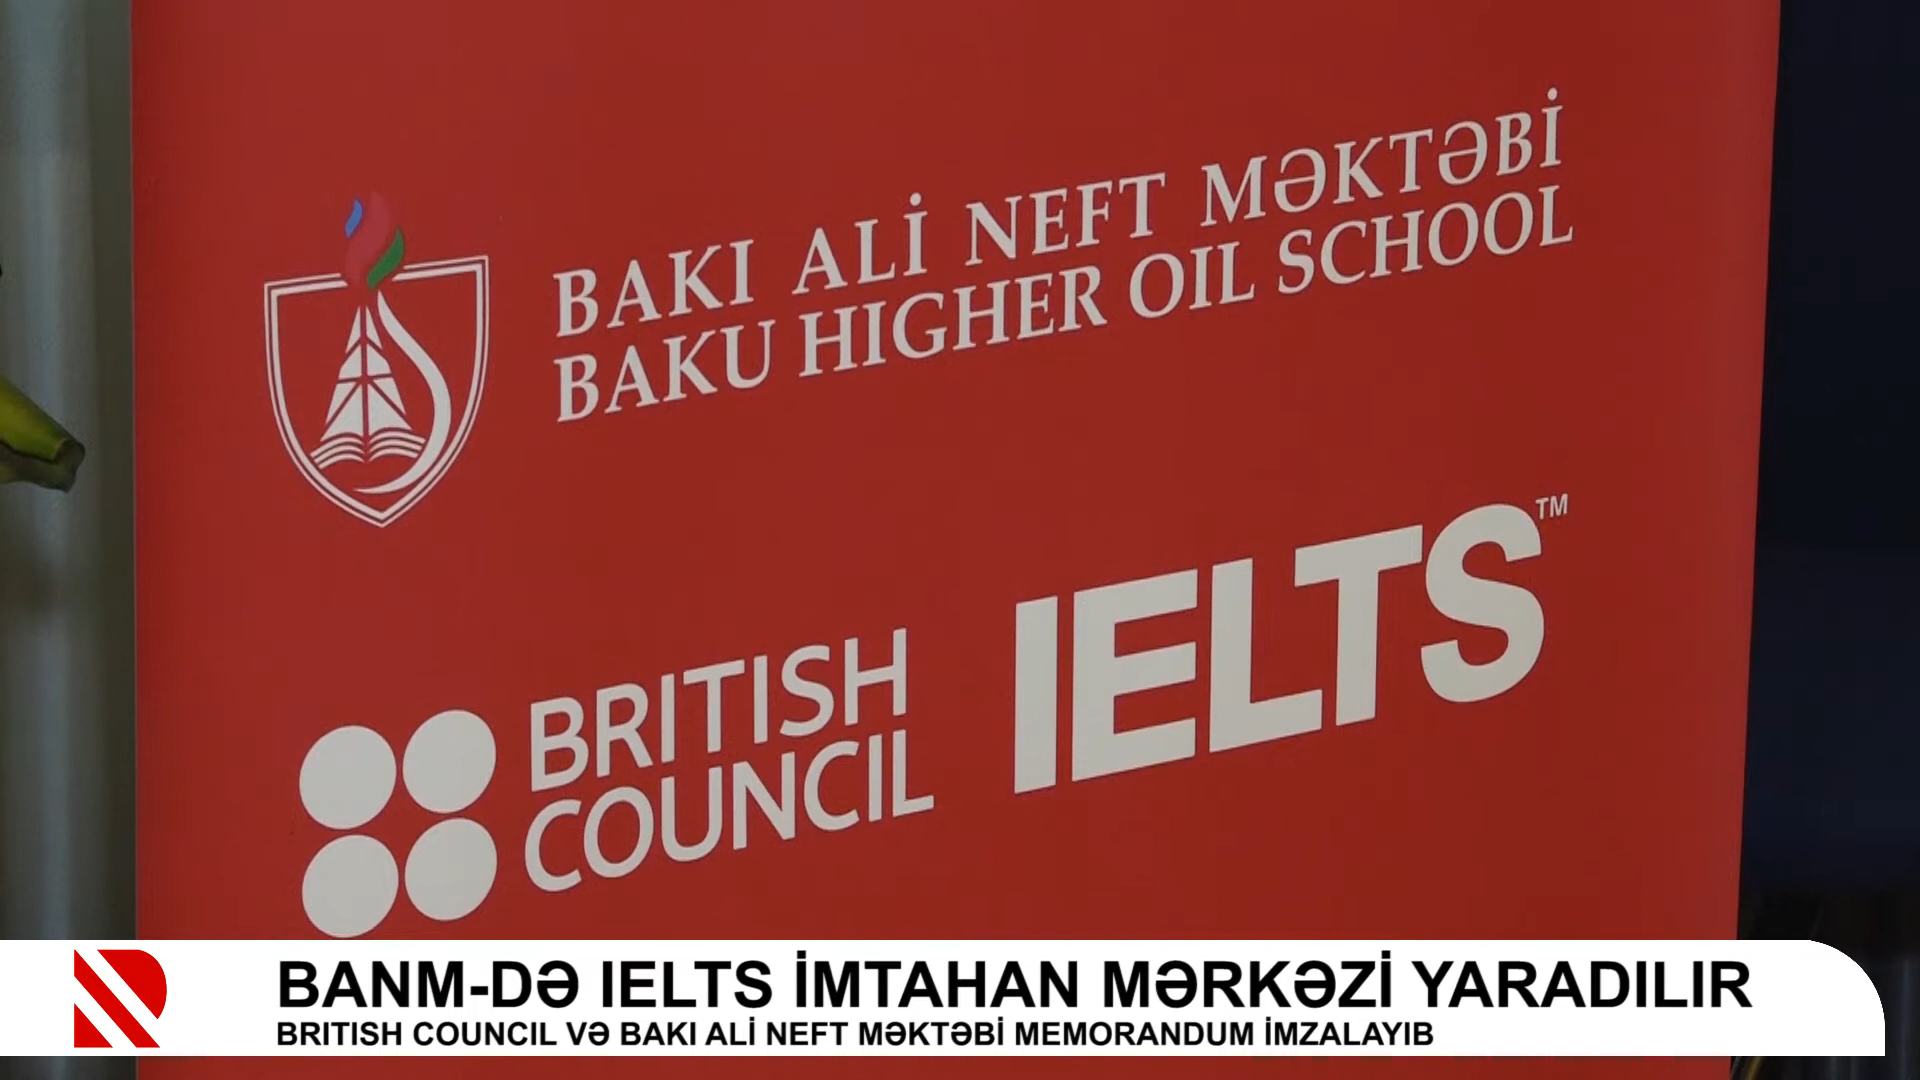 BAKI ALİ NEFT MƏKTƏBİ
BAKU HIGHER OIL SCHOOL
BRITISH
COUNCIL
IELTS™
BANM-DƏ IELTS İMTAHAN MƏRKƏZİ YARADILIR
BRITISH COUNCIL VƏ BAKI ALİ NEFT MƏKTƏBİ MEMORANDUM İMZALAYIB